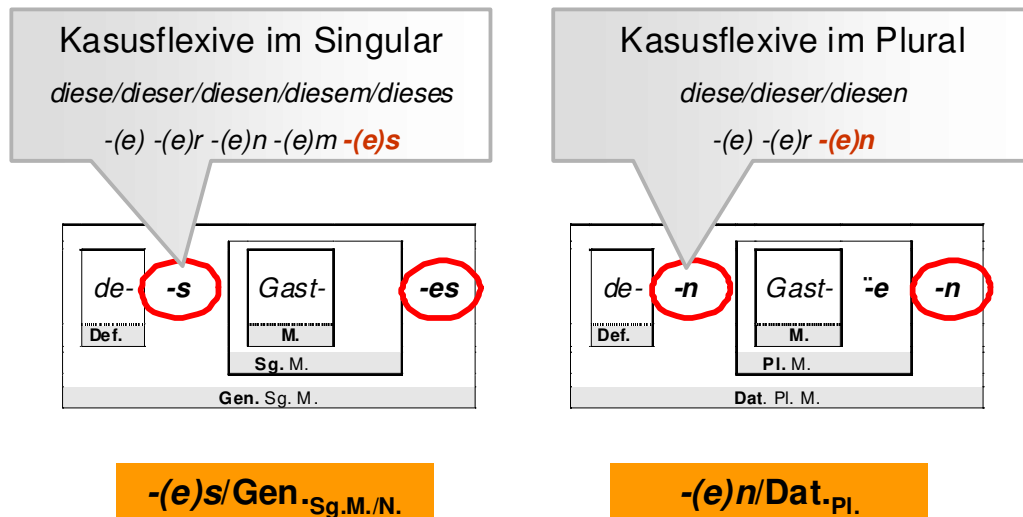 Kasusflexive im Singular
diese/dieser/diesen/diesem/dieses
-(e) -(e)r -(e)n -(e)m -(e)s
de- -s Gast- -es
Def. M.
Sg. M.
Gen. Sg. M.
-(e)s/Gen.Sg.M./N.
Kasusflexive im Plural
diese/dieser/diesen
-(e) -(e)r -(e)n
de- -n Gast- ¨-e -n
Def. M.
Pl. M.
Dat. Pl. M.
-(e)n/Dat.Pl.